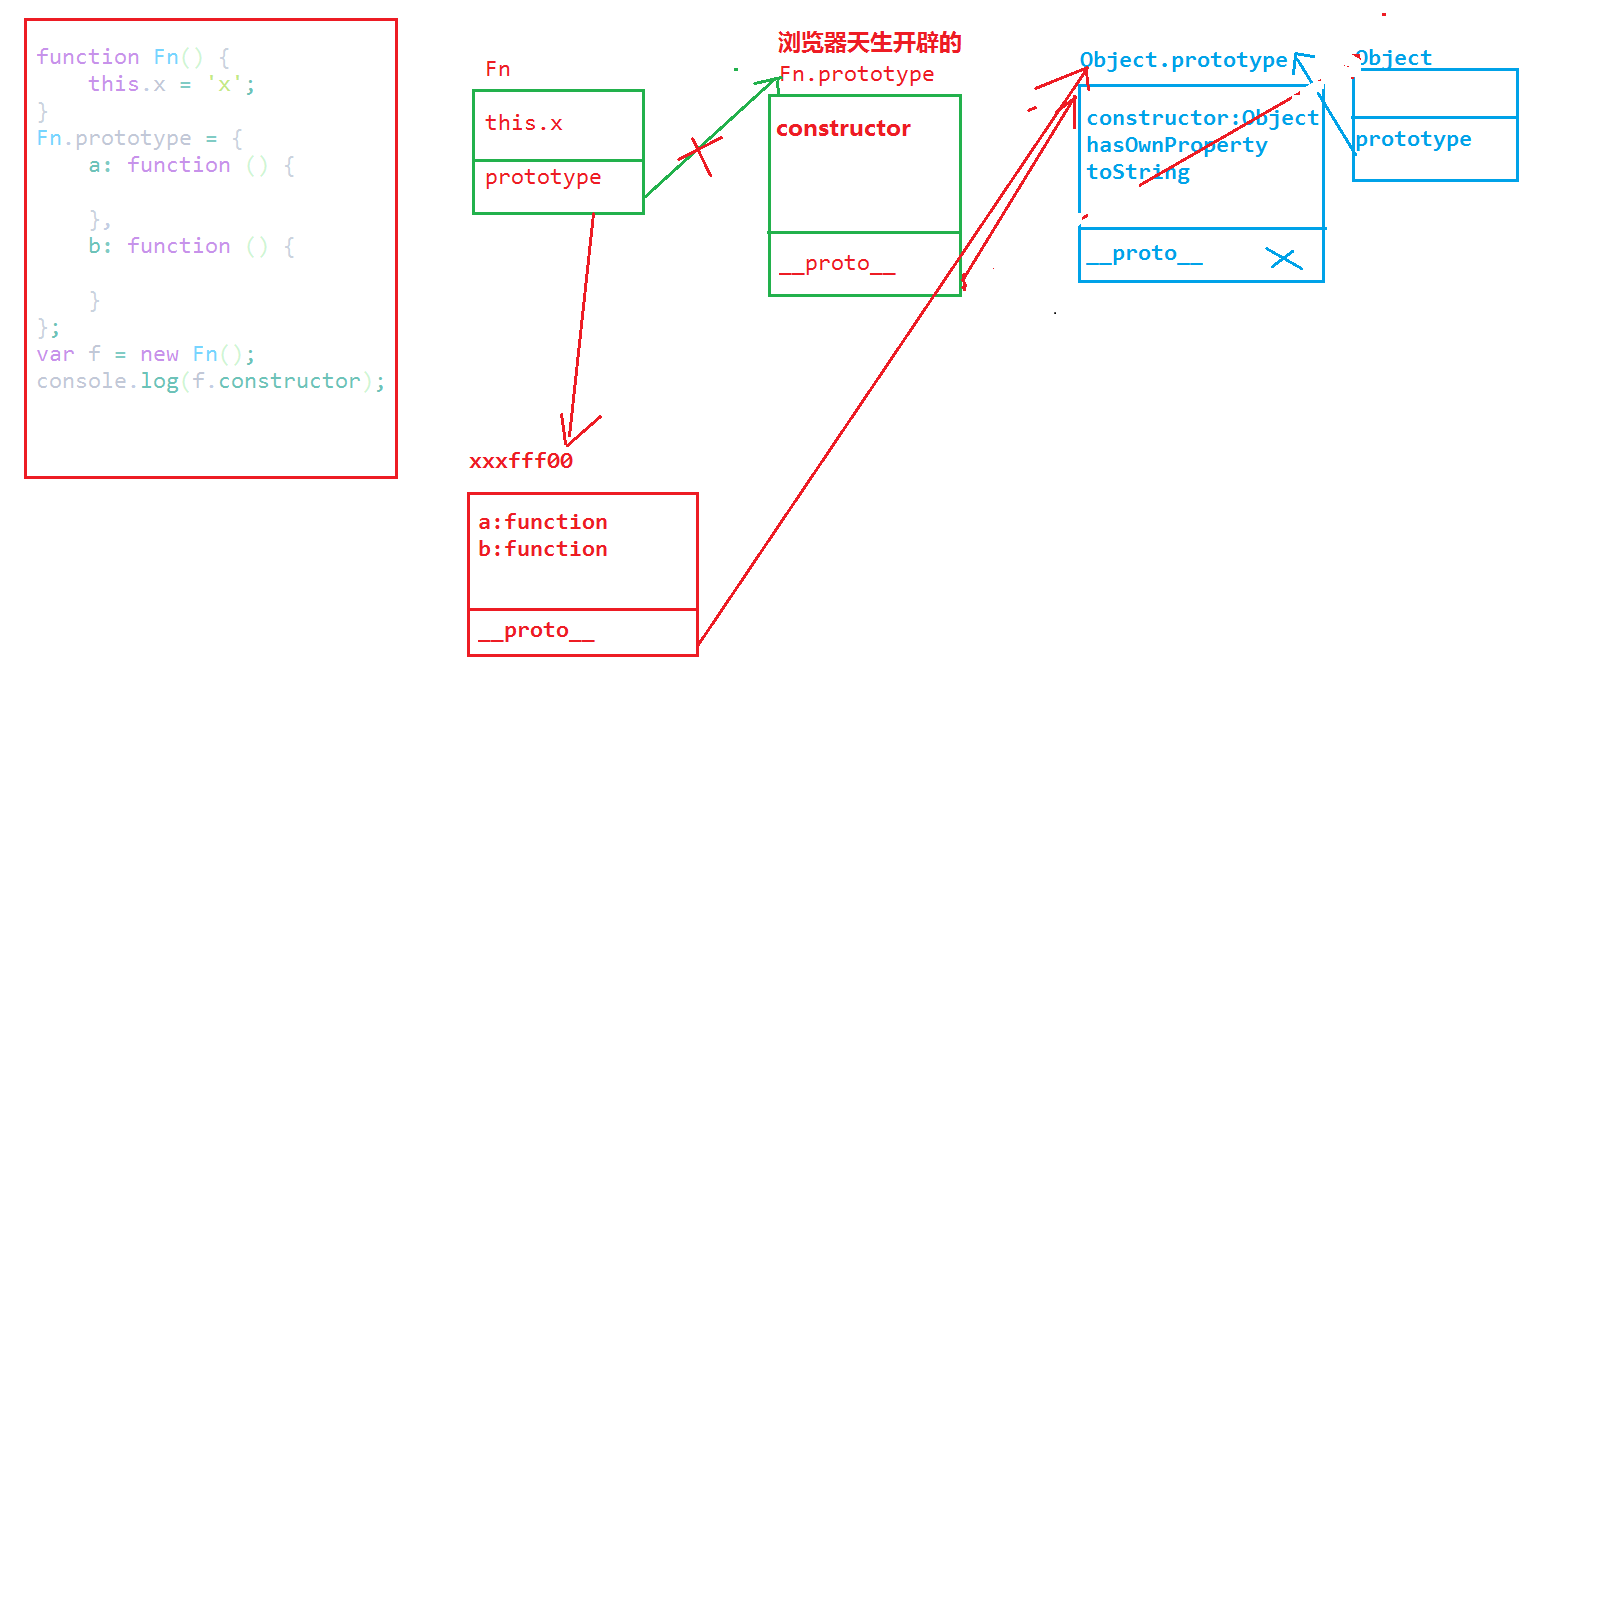 function Fn() {
    this.x = 'x';
}
Fn.prototype = {
    a: function () {

    },
    b: function () {

    }
};
var f = new Fn();
console.log(f.constructor);
Fn
this.x
prototype
浏览器天生开辟的
Fn.prototype
constructor
__proto__
Object.prototype
constructor:Object
hasOwnProperty
toString
__proto__
Object
prototype
xxxfff00
a:function
b:function
__proto__